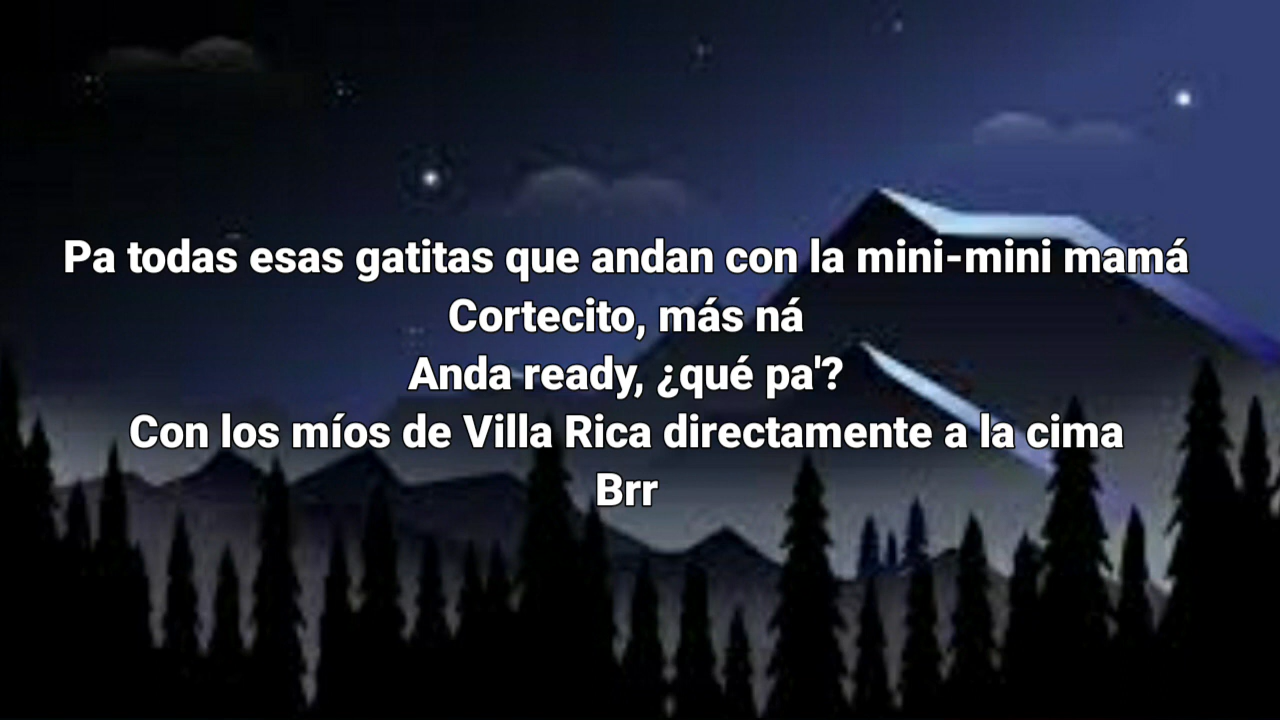 Pa todas esas gatitas que andan con la mini-mini mamá
Cortecito, más ná
Anda ready, ¿qué pa'?
Con los míos de Villa Rica directamente a la cima
Brr